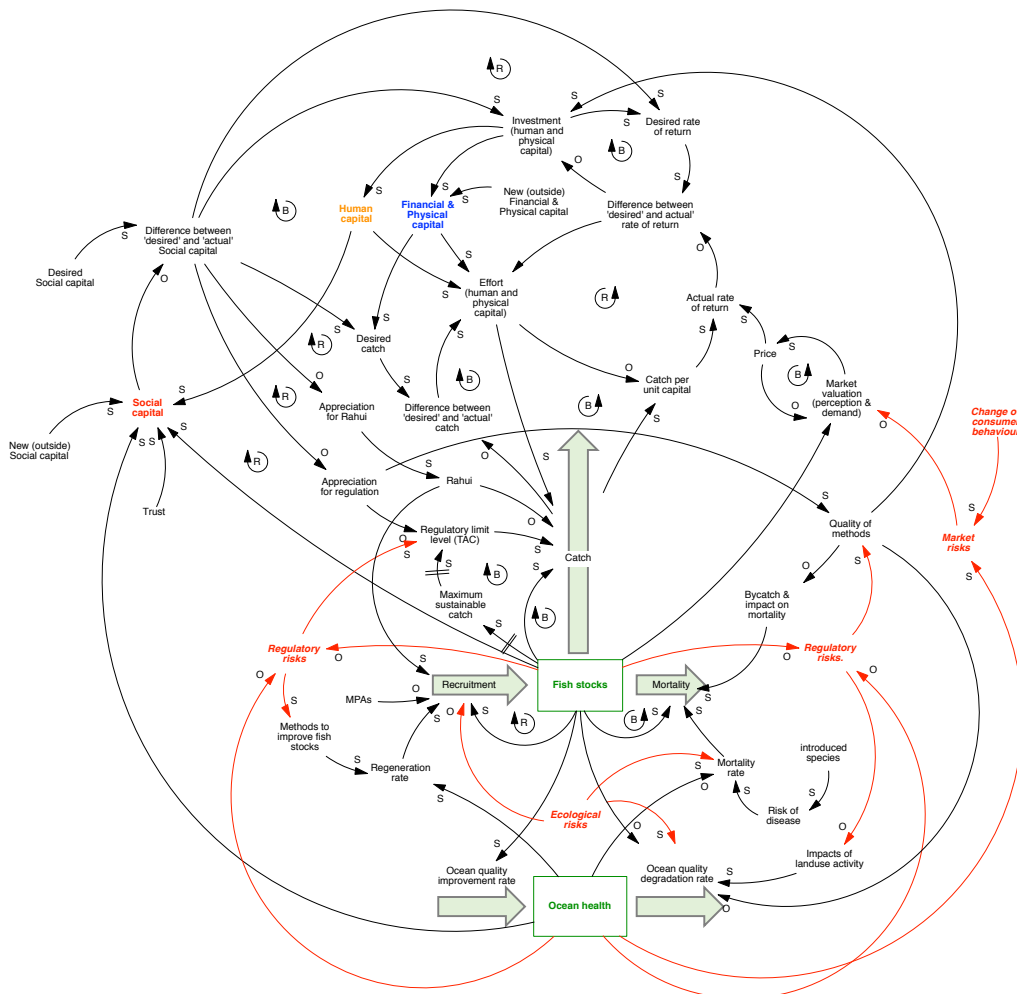 R
S
S
S
S
Investment
(human and
physical
capital)
S
Desired rate
of return
B
O
S
S
S
S
S
B
Human
capital
Financial &
Physical
capital
New (outside)
Financial &
Physical capital
Difference between
'desired' and actual'
rate of return
Difference between
'desired' and 'actual'
Social capital
S
O
O
Desired
Social capital
S
S
Effort
(human and
physical
capital)
R
Actual rate
of return
S
S
S
S
S
R
Desired
catch
Price
S
B
S
O
B
Market
valuation
(perception &
demand)
O
Catch per
unit capital
S
R
O
S
Social
capital
S
Appreciation
for Rahui
Difference between
'desired' and 'actual'
catch
B
S
O
O
Change o
consume
behaviou
New (outside)
Social capital
S
S
S
O
S
R
O
S
Appreciation
for regulation
Rahui
S
Trust
S
Quality of
methods
O
O
Regulatory limit
level (TAC)
S
S
Catch
S
S
Market
risks
S
S
B
S
O
Maximum
sustainable
catch
Bycatch &
impact on
mortality
S
B
Regulatory
risks
O
S
Regulatory
risks.
O
O
Recruitment
Fish stocks
Mortality
O
S
MPAs
O
S
S
O
S
R
B
S
S
Methods to
improve fish
stocks
S
Regeneration
rate
S
S
O
Mortality
rate
S
introduced
species
S
Ecological
risks
Risk of
disease
O
O
S
S
Ocean quality
improvement rate
Ocean quality
degradation rate
S
Impacts of
landuse activity
Ocean health
O